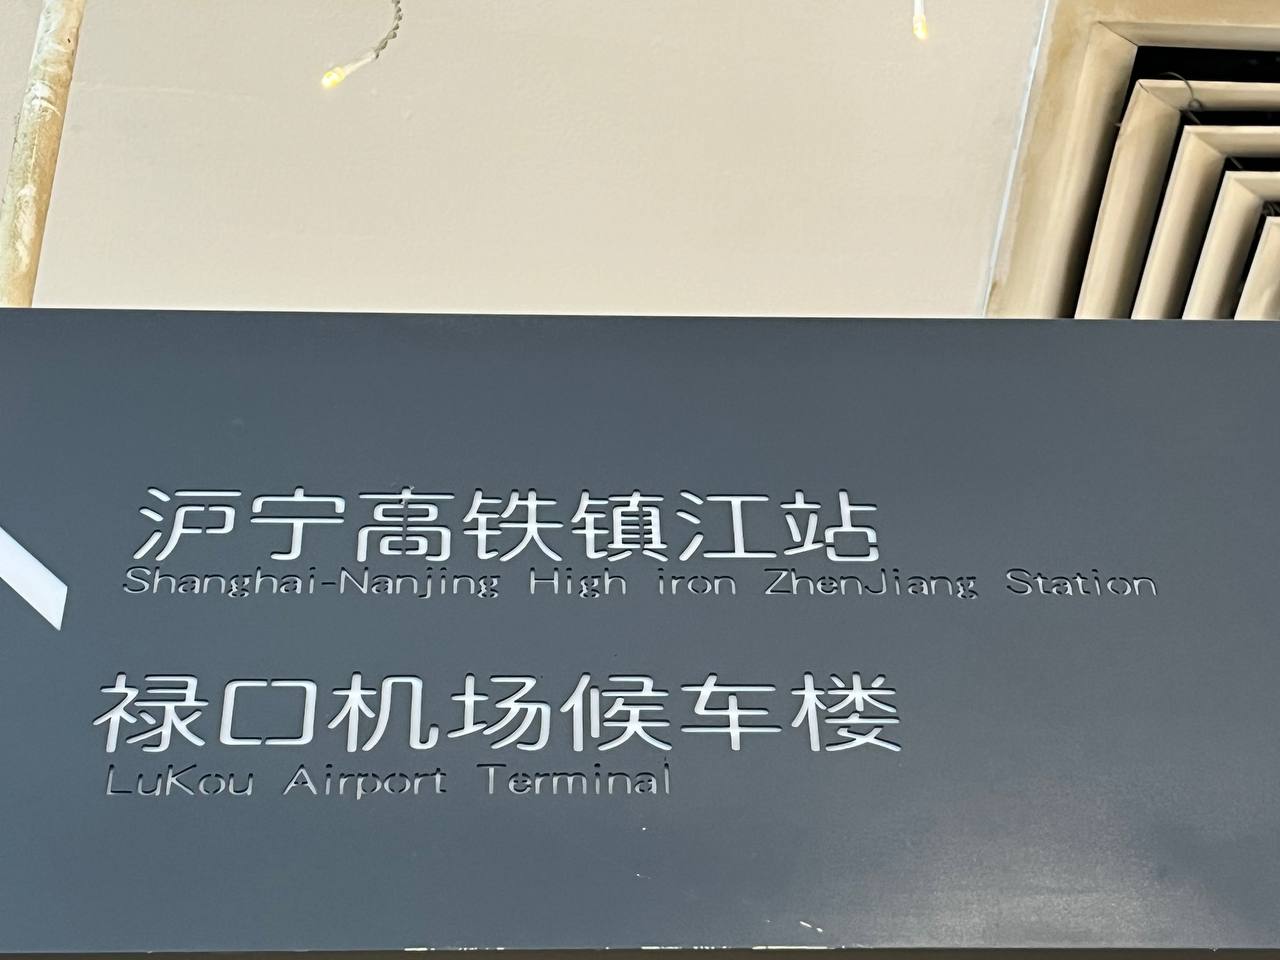 沪宁高铁镇江站
Shanghai-Nanjing High iron ZhenJiang Station
禄口机场候车楼
LuKou Airport Terminal